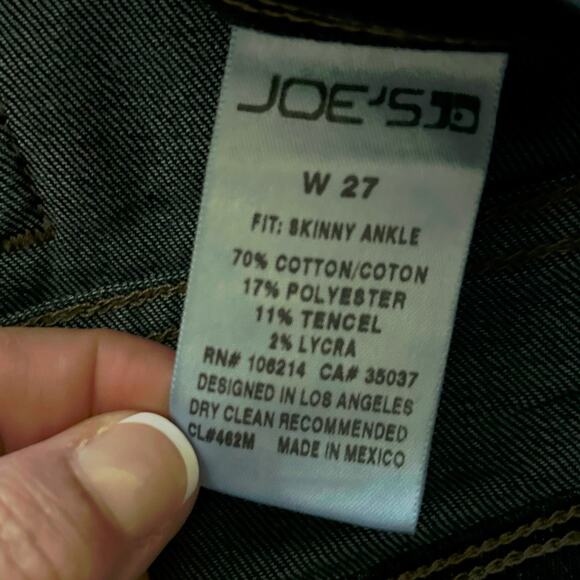 JOE'S
W 27
FIT: SKINNY ANKLE
70% COTTON/COTON
17% POLYESTER
11% TENCEL
2% LYCRA
RN# 106214 CA# 35037
DESIGNED IN LOS ANGELES
DRY CLEAN RECOMMENDED
CL#462M MADE IN MEXICO